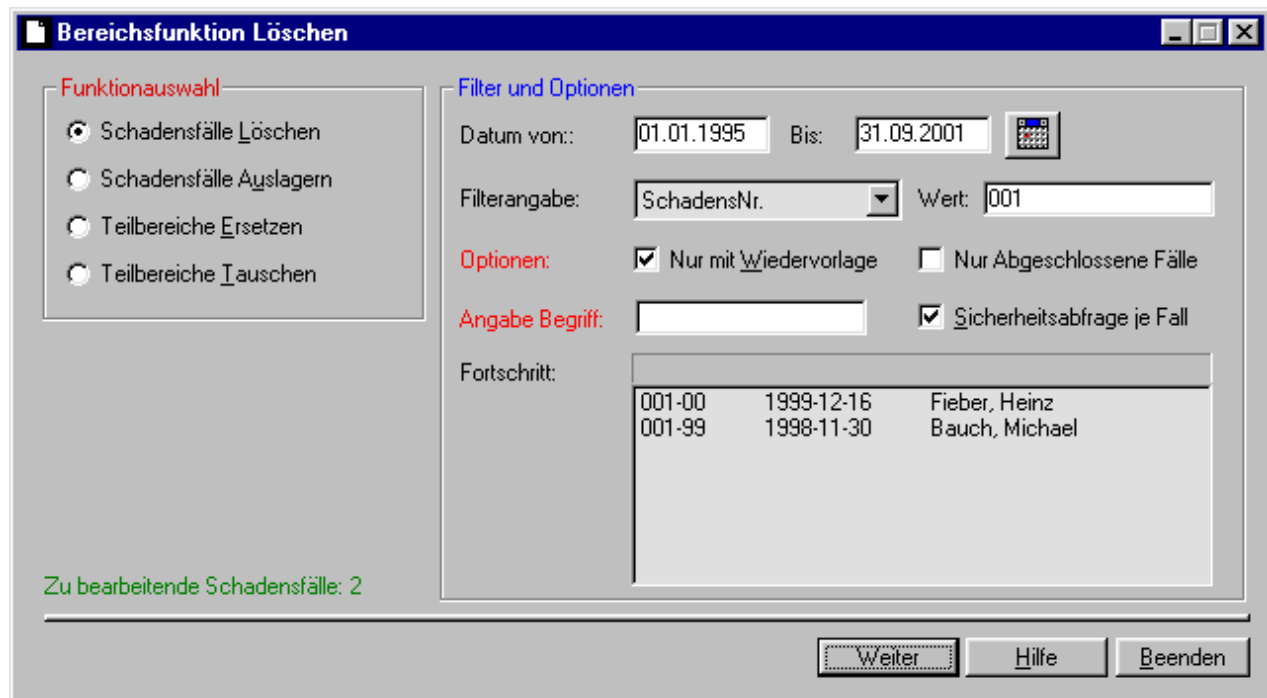 Bereichsfunktion Löschen
Funktionauswahl
Schadensfälle Löschen
Schadensfälle Auslagern
Teilbereiche Ersetzen
Teilbereiche Tauschen
Zu bearbeitende Schadensfälle: 2
Filter und Optionen
Datum von:: 01.01.1995 Bis: 31.09.2001
Filterangabe: SchadensNr. Wert: 001
Optionen: Nur mit Wiedervorlage Nur Abgeschlossene Fälle
Angabe Begriff: Sicherheitsabfrage je Fall
Fortschritt:
001-00 1999-12-16 Fieber, Heinz
001-99 1998-11-30 Bauch, Michael
Weiter Hilfe Beenden